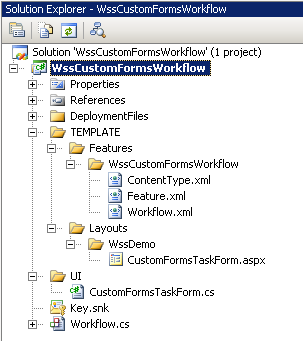 Solution Explorer - WssCustomFormsWorkflow
Solution 'WssCustomFormsWorkflow' (1 project)
WssCustomFormsWorkflow
Properties
References
DeploymentFiles
TEMPLATE
Features
WssCustomFormsWorkflow
ContentType.xml
Feature.xml
Workflow.xml
Layouts
WssDemo
CustomFormsTaskForm.aspx
UI
CustomFormsTaskForm.cs
Key.snk
Workflow.cs